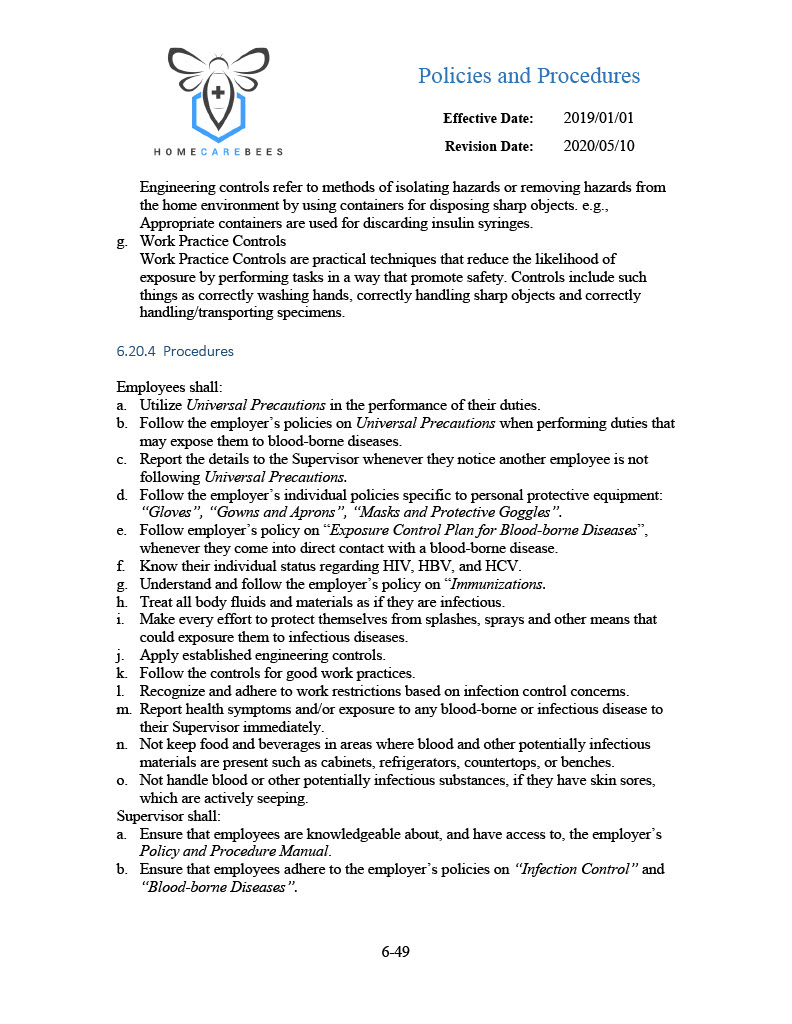 Policies and Procedures
Effective Date: 2019/01/01
Revision Date: 2020/05/10
HOMECAREBEES
Engineering controls refer to methods of isolating hazards or removing hazards from
the home environment by using containers for disposing sharp objects. e.g.,
Appropriate containers are used for discarding insulin syringes.
g. Work Practice Controls
Work Practice Controls are practical techniques that reduce the likelihood of
exposure by performing tasks in a way that promote safety. Controls include such
things as correctly washing hands, correctly handling sharp objects and correctly
handling/transporting specimens.
6.20.4 Procedures
Employees shall:
a. Utilize Universal Precautions in the performance of their duties.
b. Follow the employer’s policies on Universal Precautions when performing duties that
may expose them to blood-borne diseases.
c. Report the details to the Supervisor whenever they notice another employee is not
following Universal Precautions.
d. Follow the employer’s individual policies specific to personal protective equipment:
“Gloves”, “Gowns and Aprons”, “Masks and Protective Goggles”.
e. Follow employer’s policy on “Exposure Control Plan for Blood-borne Diseases”,
whenever they come into direct contact with a blood-borne disease.
f. Know their individual status regarding HIV, HBV, and HCV.
g. Understand and follow the employer’s policy on “Immunizations.
h. Treat all body fluids and materials as if they are infectious.
i. Make every effort to protect themselves from splashes, sprays and other means that
could exposure them to infectious diseases.
j. Apply established engineering controls.
k. Follow the controls for good work practices.
l. Recognize and adhere to work restrictions based on infection control concerns.
m. Report health symptoms and/or exposure to any blood-borne or infectious disease to
their Supervisor immediately.
n. Not keep food and beverages in areas where blood and other potentially infectious
materials are present such as cabinets, refrigerators, countertops, or benches.
o. Not handle blood or other potentially infectious substances, if they have skin sores,
which are actively seeping.
Supervisor shall:
a. Ensure that employees are knowledgeable about, and have access to, the employer’s
Policy and Procedure Manual.
b. Ensure that employees adhere to the employer’s policies on “Infection Control” and
“Blood-borne Diseases”.
6-49